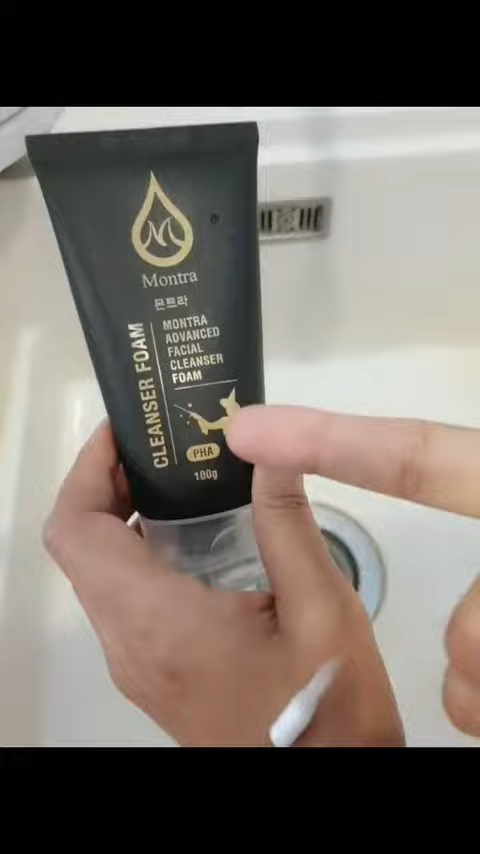 M
Montra
몬트라
CLEANSER FOAM
MONTRA
ADVANCED
FACIAL
CLEANSER
FOAM
PHA
100g